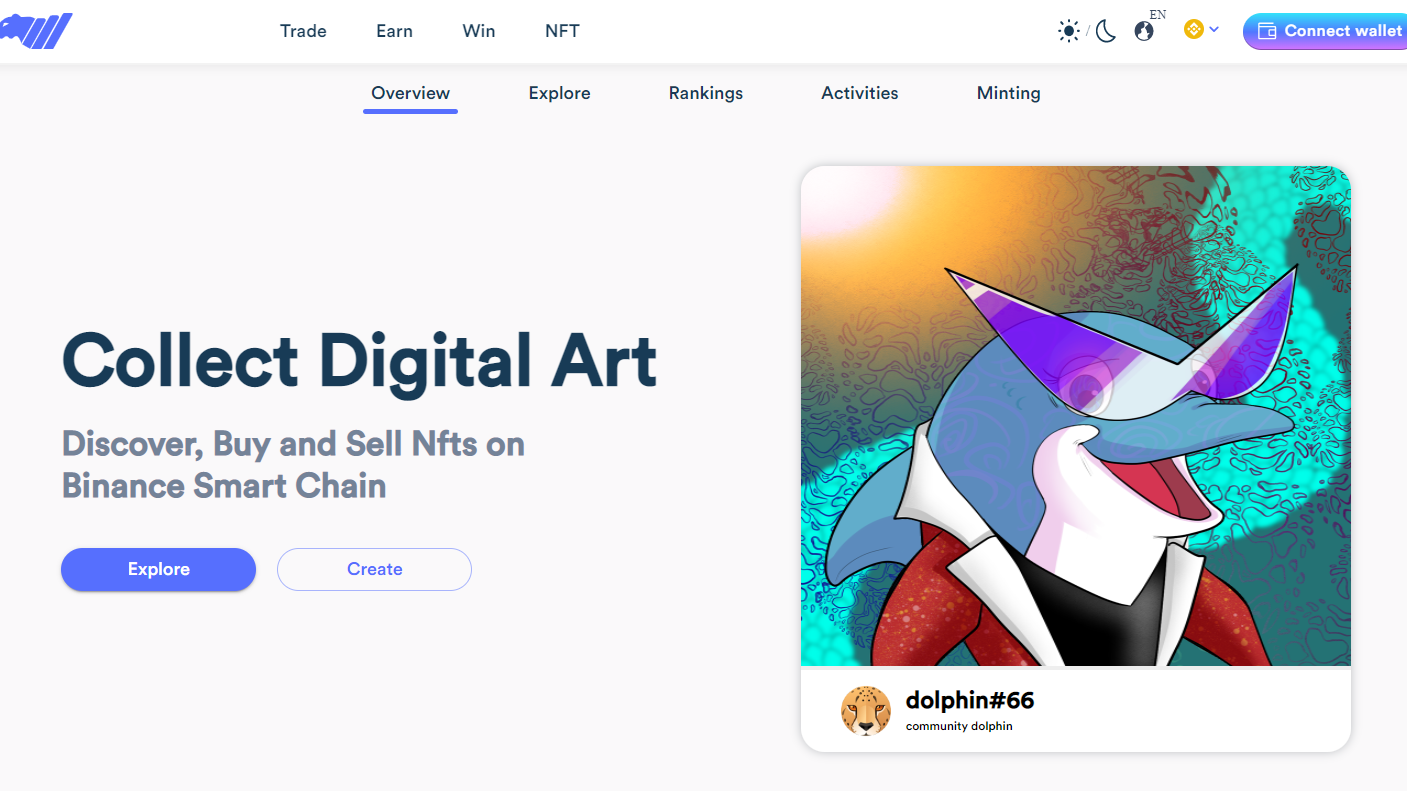 Trade Earn Win NFT
/ EN Connect wallet
Overview Explore Rankings Activities Minting
Collect Digital Art
Discover, Buy and Sell Nfts on
Binance Smart Chain
Explore Create
dolphin#66
community dolphin